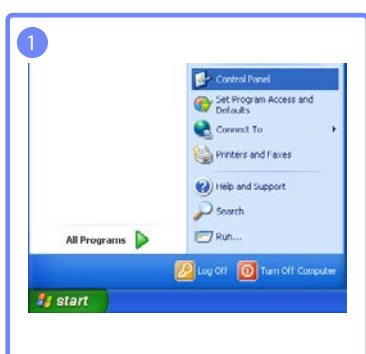 1
Control Panel
Set Program Access and
Defaults
Connect To
Printers and Faxes
Help and Support
Search
All Programs
Run...
Log Off
Turn Off Computer
start